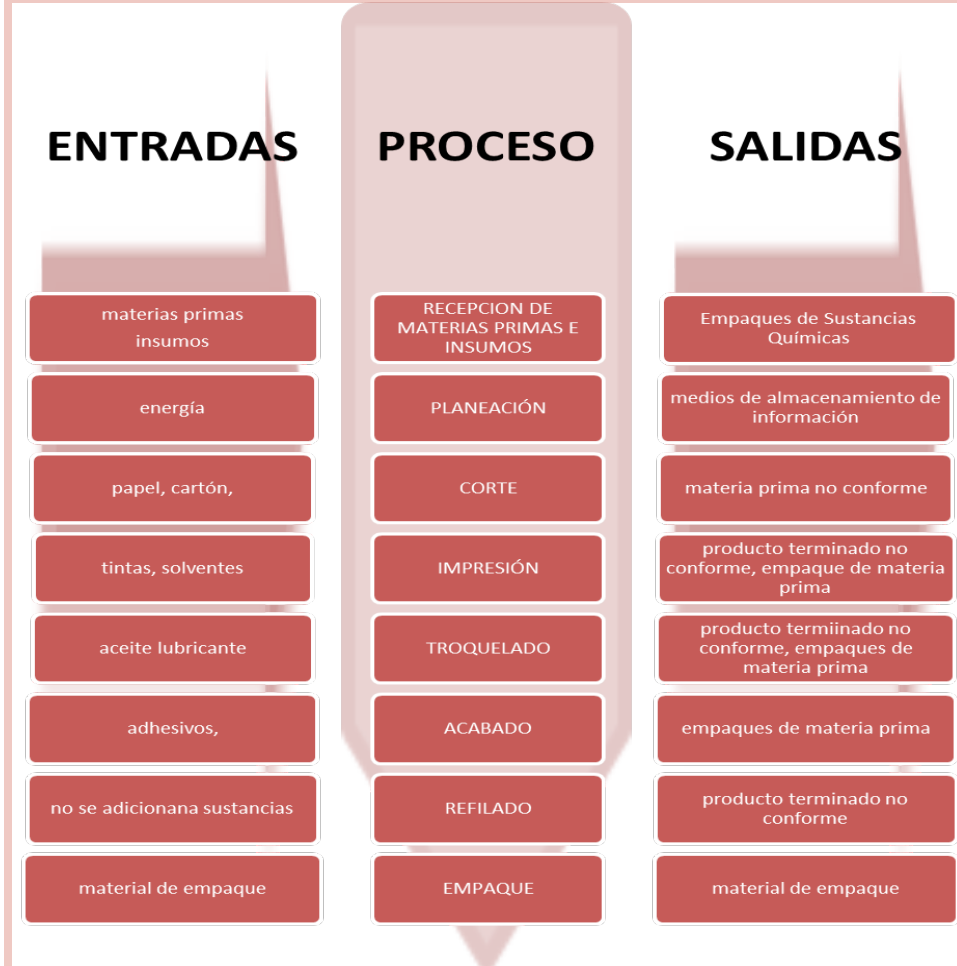 ENTRADAS
PROCESO
SALIDAS
materias primas
insumos
RECEPCION DE
MATERIAS PRIMAS E
INSUMOS
Empaques de Sustancias
Químicas
energía
PLANEACIÓN
medios de almacenamiento de
información
papel, cartón,
CORTE
materia prima no conforme
tintas, solventes
IMPRESIÓN
producto terminado no
conforme, empaque de materia
prima
aceite lubricante
TROQUELADO
producto termiinado no
conforme, empaques de
materia prima
adhesivos,
ACABADO
empaques de materia prima
no se adicionana sustancias
REFILADO
producto terminado no
conforme
material de empaque
EMPAQUE
material de empaque